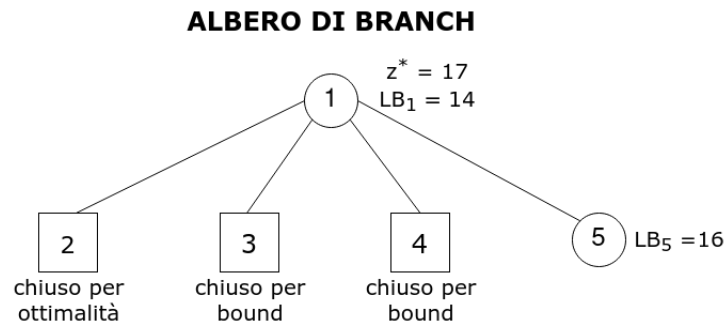 ALBERO DI BRANCH
z* = 17
1
LB₁ = 14
2
3
4
5
LB₅ =16
chiuso per
ottimalità
chiuso per
bound
chiuso per
bound